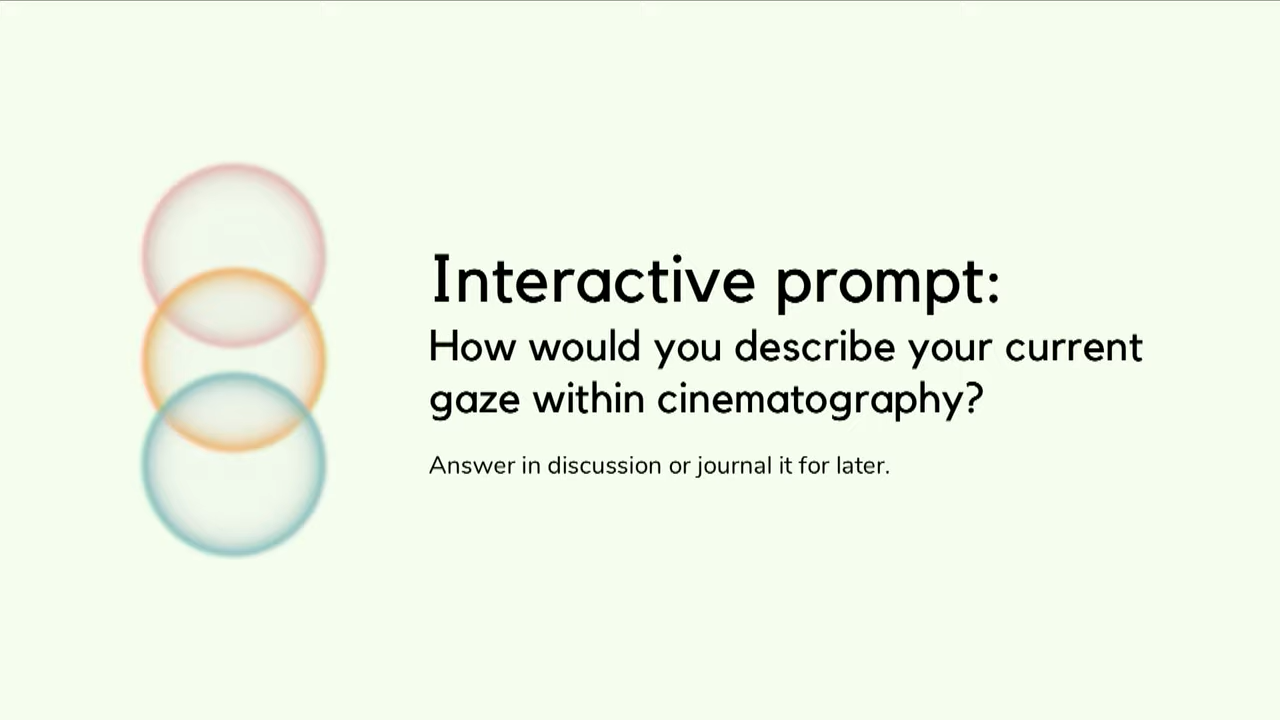 Interactive prompt:
How would you describe your current
gaze within cinematography?
Answer in discussion or journal it for later.